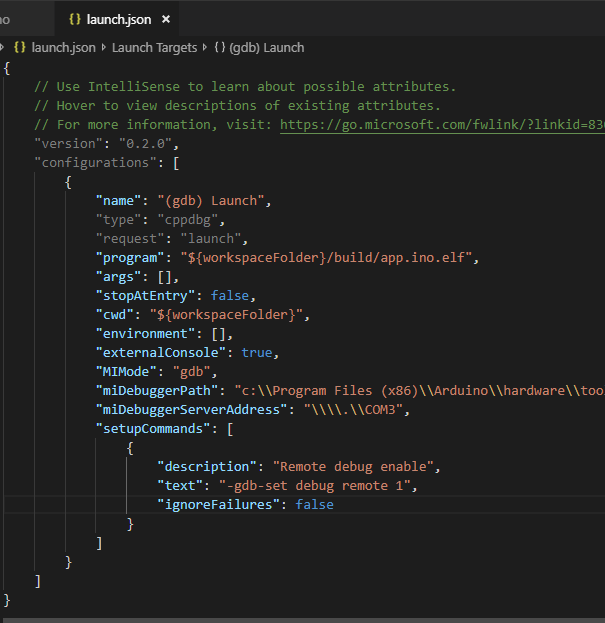 no
{} launch.json ×
{} launch.json › Launch Targets › {} (gdb) Launch
{
// Use IntelliSense to learn about possible attributes.
// Hover to view descriptions of existing attributes.
// For more information, visit: https://go.microsoft.com/fwlink/?linkid=830
"version": "0.2.0",
"configurations": [
{
"name": "(gdb) Launch",
"type": "cppdbg",
"request": "launch",
"program": "${workspaceFolder}/build/app.ino.elf",
"args": [],
"stopAtEntry": false,
"cwd": "${workspaceFolder}",
"environment": [],
"externalConsole": true,
"MIMode": "gdb",
"miDebuggerPath": "c:\\Program Files (x86)\\Arduino\\hardware\\too
"miDebuggerServerAddress": "\\\\.\\COM3",
"setupCommands": [
{
"description": "Remote debug enable",
"text": "-gdb-set debug remote 1",
"ignoreFailures": false
}
]
}
]
}